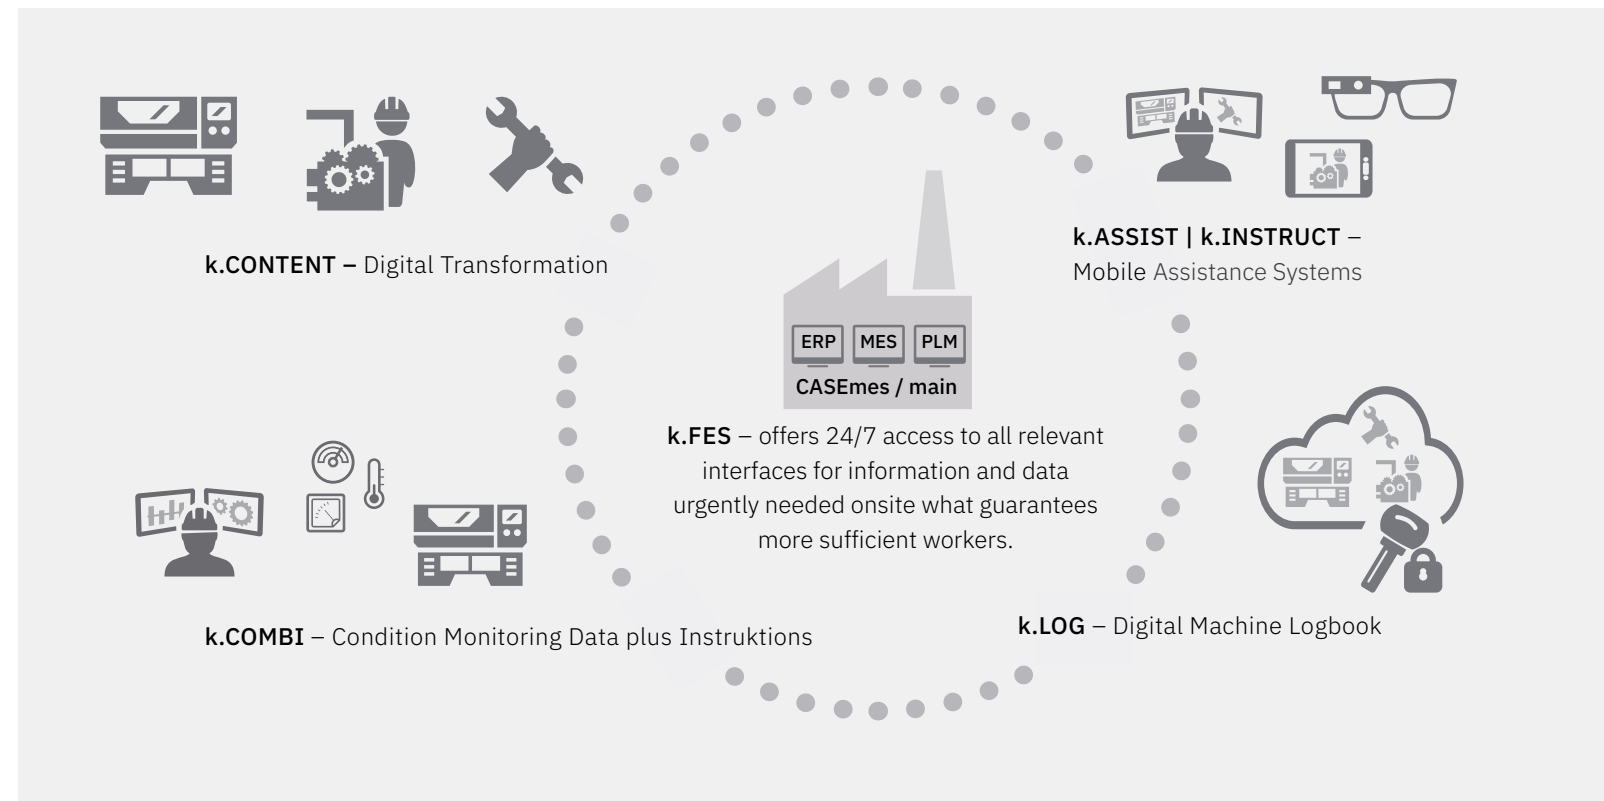 k.CONTENT – Digital Transformation
k.ASSIST | k.INSTRUCT –
Mobile Assistance Systems
ERP MES PLM
CASEmes / main
k.FES – offers 24/7 access to all relevant
interfaces for information and data
urgently needed onsite what guarantees
more sufficient workers.
k.COMBI – Condition Monitoring Data plus Instruktions
k.LOG – Digital Machine Logbook